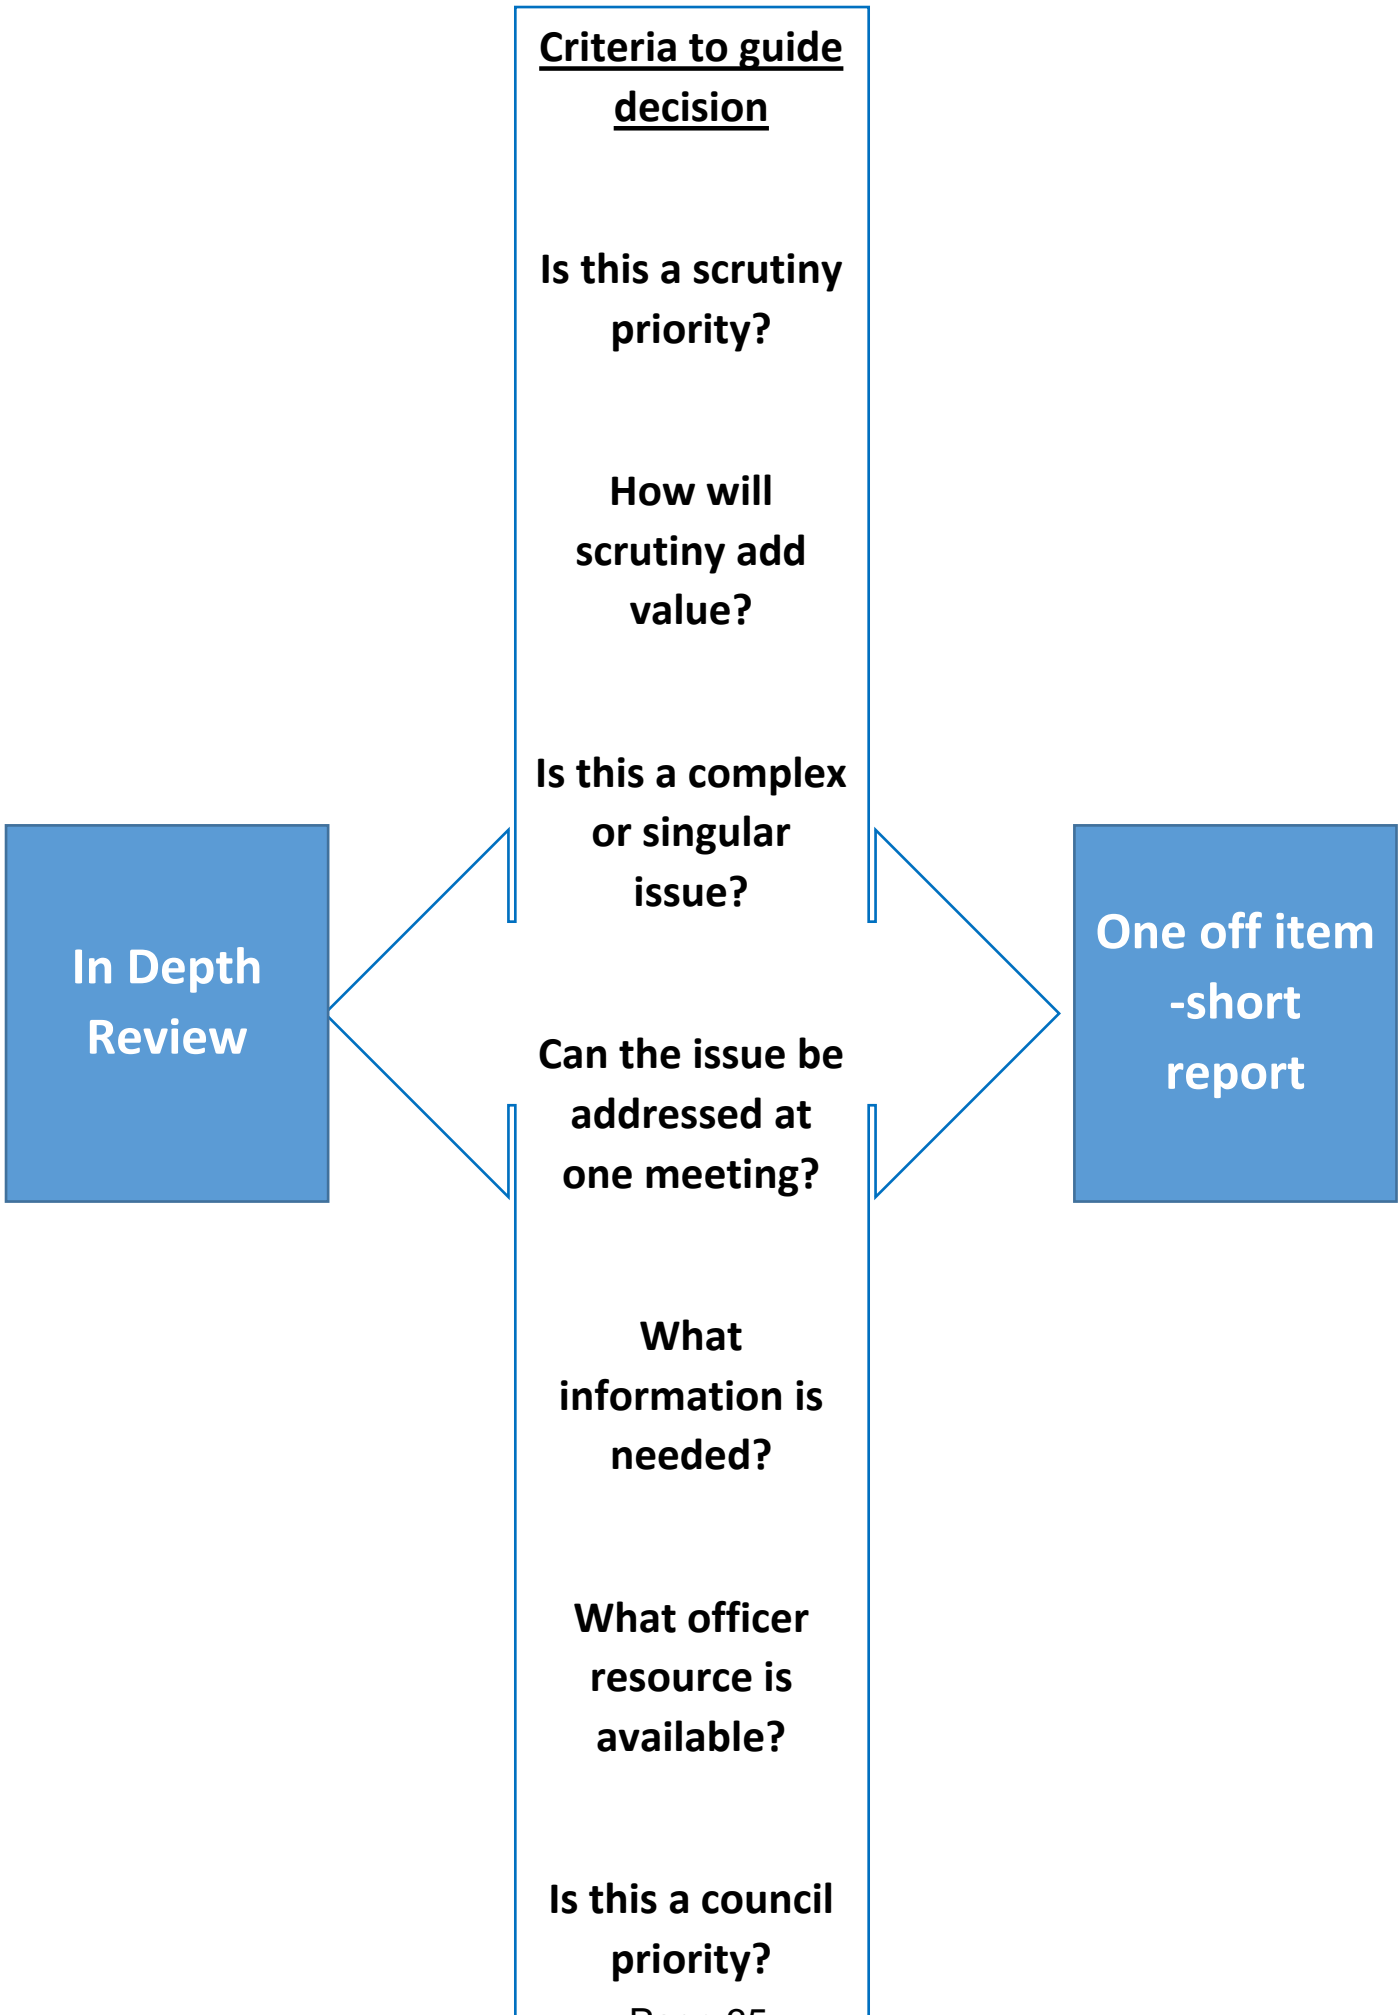 Criteria to guide
decision
Is this a scrutiny
priority?
How will
scrutiny add
value?
Is this a complex
or singular
issue?
In Depth
Review
One off item
-short
report
Can the issue be
addressed at
one meeting?
What
information is
needed?
What officer
resource is
available?
Is this a council
priority?